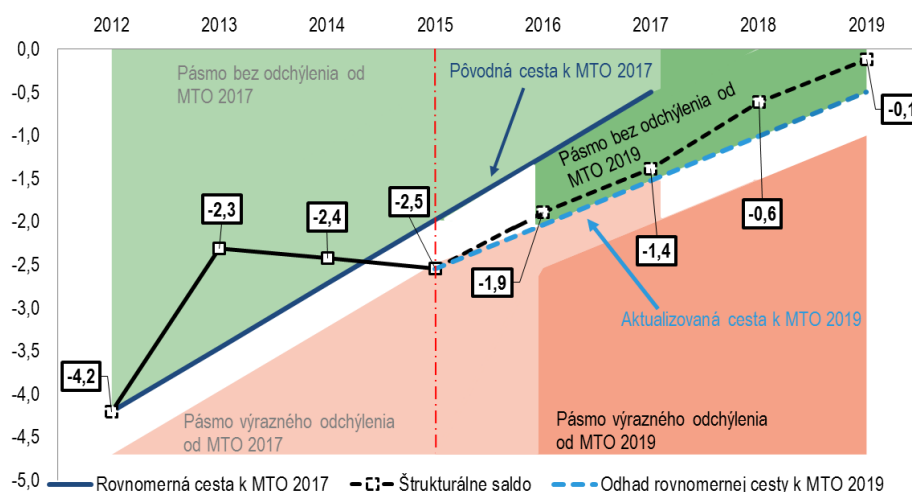 2012 2013 2014 2015 2016 2017 2018 2019
0,0
-0,5
-1,0
-1,5
-2,0
-2,5
-3,0
-3,5
-4,0
-4,5
-5,0
Pásmo bez odchýlenia od
MTO 2017
Pôvodná cesta k MTO 2017
Pásmo bez odchýlenia od
MTO 2019
-4,2
-2,3
-2,4
-2,5
-1,9
-1,4
-0,6
-0,1
Aktualizovaná cesta k MTO 2019
Pásmo výrazného odchýlenia
od MTO 2017
Pásmo výrazného odchýlenia
od MTO 2019
Rovnomerná cesta k MTO 2017 Štrukturálne saldo Odhad rovnomernej cesty k MTO 2019